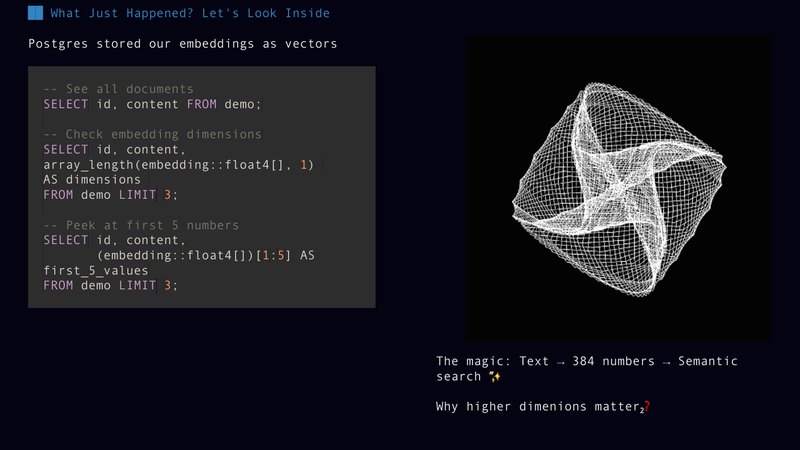 ██ What Just Happened? Let's Look Inside
Postgres stored our embeddings as vectors
-- See all documents
SELECT id, content FROM demo;
-- Check embedding dimensions
SELECT id, content,
array_length(embedding::float4[], 1)
AS dimensions
FROM demo LIMIT 3;
-- Peek at first 5 numbers
SELECT id, content,
(embedding::float4[])[1:5] AS
first_5_values
FROM demo LIMIT 3;
The magic: Text → 384 numbers → Semantic
search ✨
Why higher dimenions matter₂❓